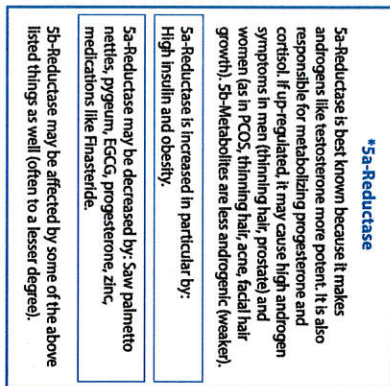 *5a-Reductase
5a-Reductase is best known because it makes
androgens like testosterone more potent. It is also
responsible for metabolizing progesterone and
cortisol. If up-regulated, it may cause high androgen
symptoms in men (thinning hair, prostate) and
women (as in PCOS, thinning hair, acne, facial hair
growth). 5b-Metabolites are less androgenic (weaker).
5a-Reductase is increased in particular by:
High insulin and obesity.
5a-Reductase may be decreased by: Saw palmetto
nettles, pygeum, EGCG, progesterone, zinc,
medications like Finasteride.
5b-Reductase may be affected by some of the above
listed things as well (often to a lesser degree).